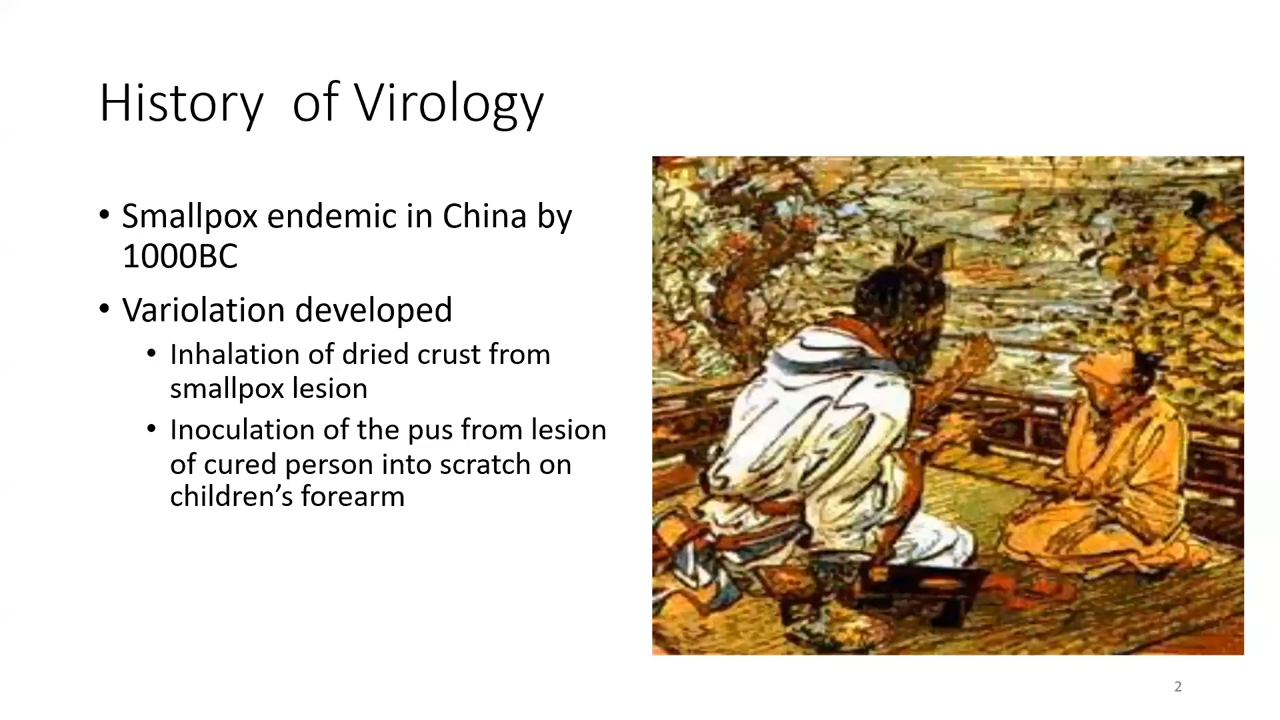 History  of Virology
• Smallpox endemic in China by
1000BC
• Variolation developed
• Inhalation of dried crust from
smallpox lesion
• Inoculation of the pus from lesion
of cured person into scratch on
children’s forearm
2